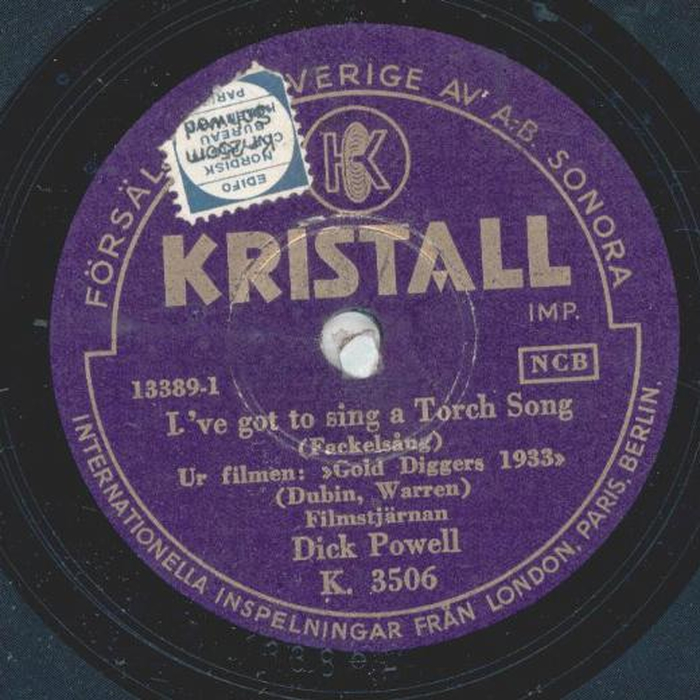 FÖRSÄL VERIGE AV A.-B. SONORA
EDIFO
NORDISK
BUREAU
PARI
K
KRISTALL
IMP.
NCB
13389-1
I've got to sing a Torch Song
(Fackelsång)
Ur filmen: »Gold Diggers 1933»
(Dubin, Warren)
Filmstjärnan
Dick Powell
K. 3506
INTERNATIONELLA INSPELNINGAR FRÅN LONDON, PARIS, BERLIN.